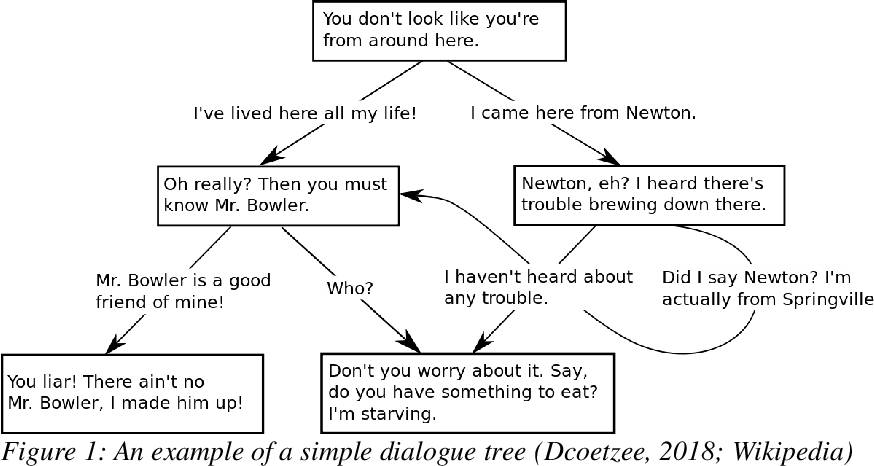 You don't look like you're
from around here.
I've lived here all my life!
I came here from Newton.
Oh really? Then you must
know Mr. Bowler.
Newton, eh? I heard there's
trouble brewing down there.
Mr. Bowler is a good
friend of mine!
Who?
I haven't heard about
any trouble.
Did I say Newton? I'm
actually from Springville
You liar! There ain't no
Mr. Bowler, I made him up!
Don't you worry about it. Say,
do you have something to eat?
I'm starving.
Figure 1: An example of a simple dialogue tree (Dcoetzee, 2018; Wikipedia)